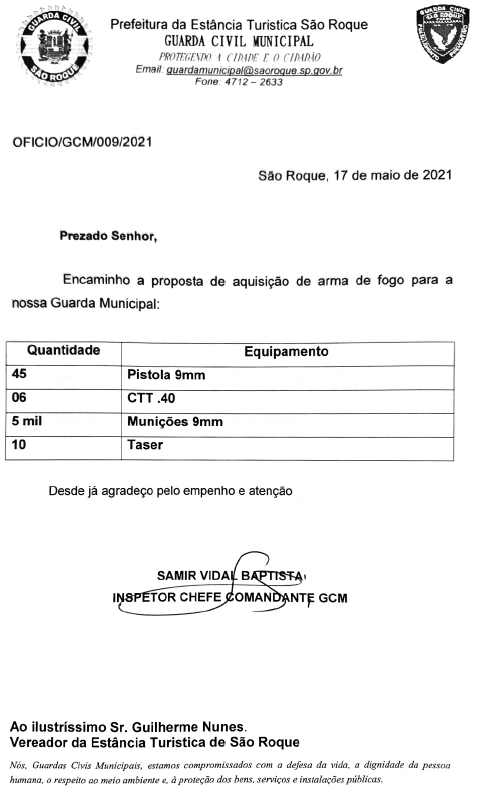 GUARDA CIVIL
SÃO ROQUE
Prefeitura da Estância Turistica São Roque
GUARDA CIVIL MUNICIPAL
PROTEGENDO A CIDADE E O CIDADÃO
Email: guardamunicipal@saoroque.sp.gov.br
Fone: 4712 – 2633
GUARDA CIVIL
OFICIO/GCM/009/2021
São Roque, 17 de maio de 2021
Prezado Senhor,
Encaminho a proposta de aquisição de arma de fogo para a
nossa Guarda Municipal:
Quantidade Equipamento
45 Pistola 9mm
06 CTT .40
5 mil Munições 9mm
10 Taser
Desde já agradeço pelo empenho e atenção
SAMIR VIDAL BAPTISTA
INSPETOR CHEFE COMANDANTE GCM
Ao ilustríssimo Sr. Guilherme Nunes.
Vereador da Estância Turistica de São Roque
Nós, Guardas Civis Municipais, estamos compromissados com a defesa da vida, a dignidade da pessoa
humana, o respeito ao meio ambiente e, à proteção dos bens, serviços e instalações públicas.